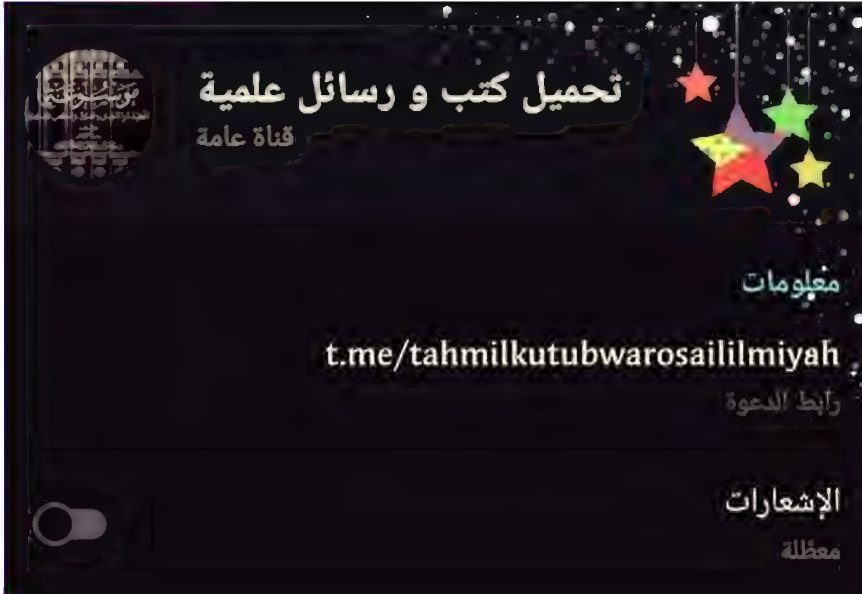 تحميل كتب و رسائل علمية
قناة عامة
معلومات
t.me/tahmilkutubwarosaililmiyah
رابط الدعوة
الإشعارات
معطلة